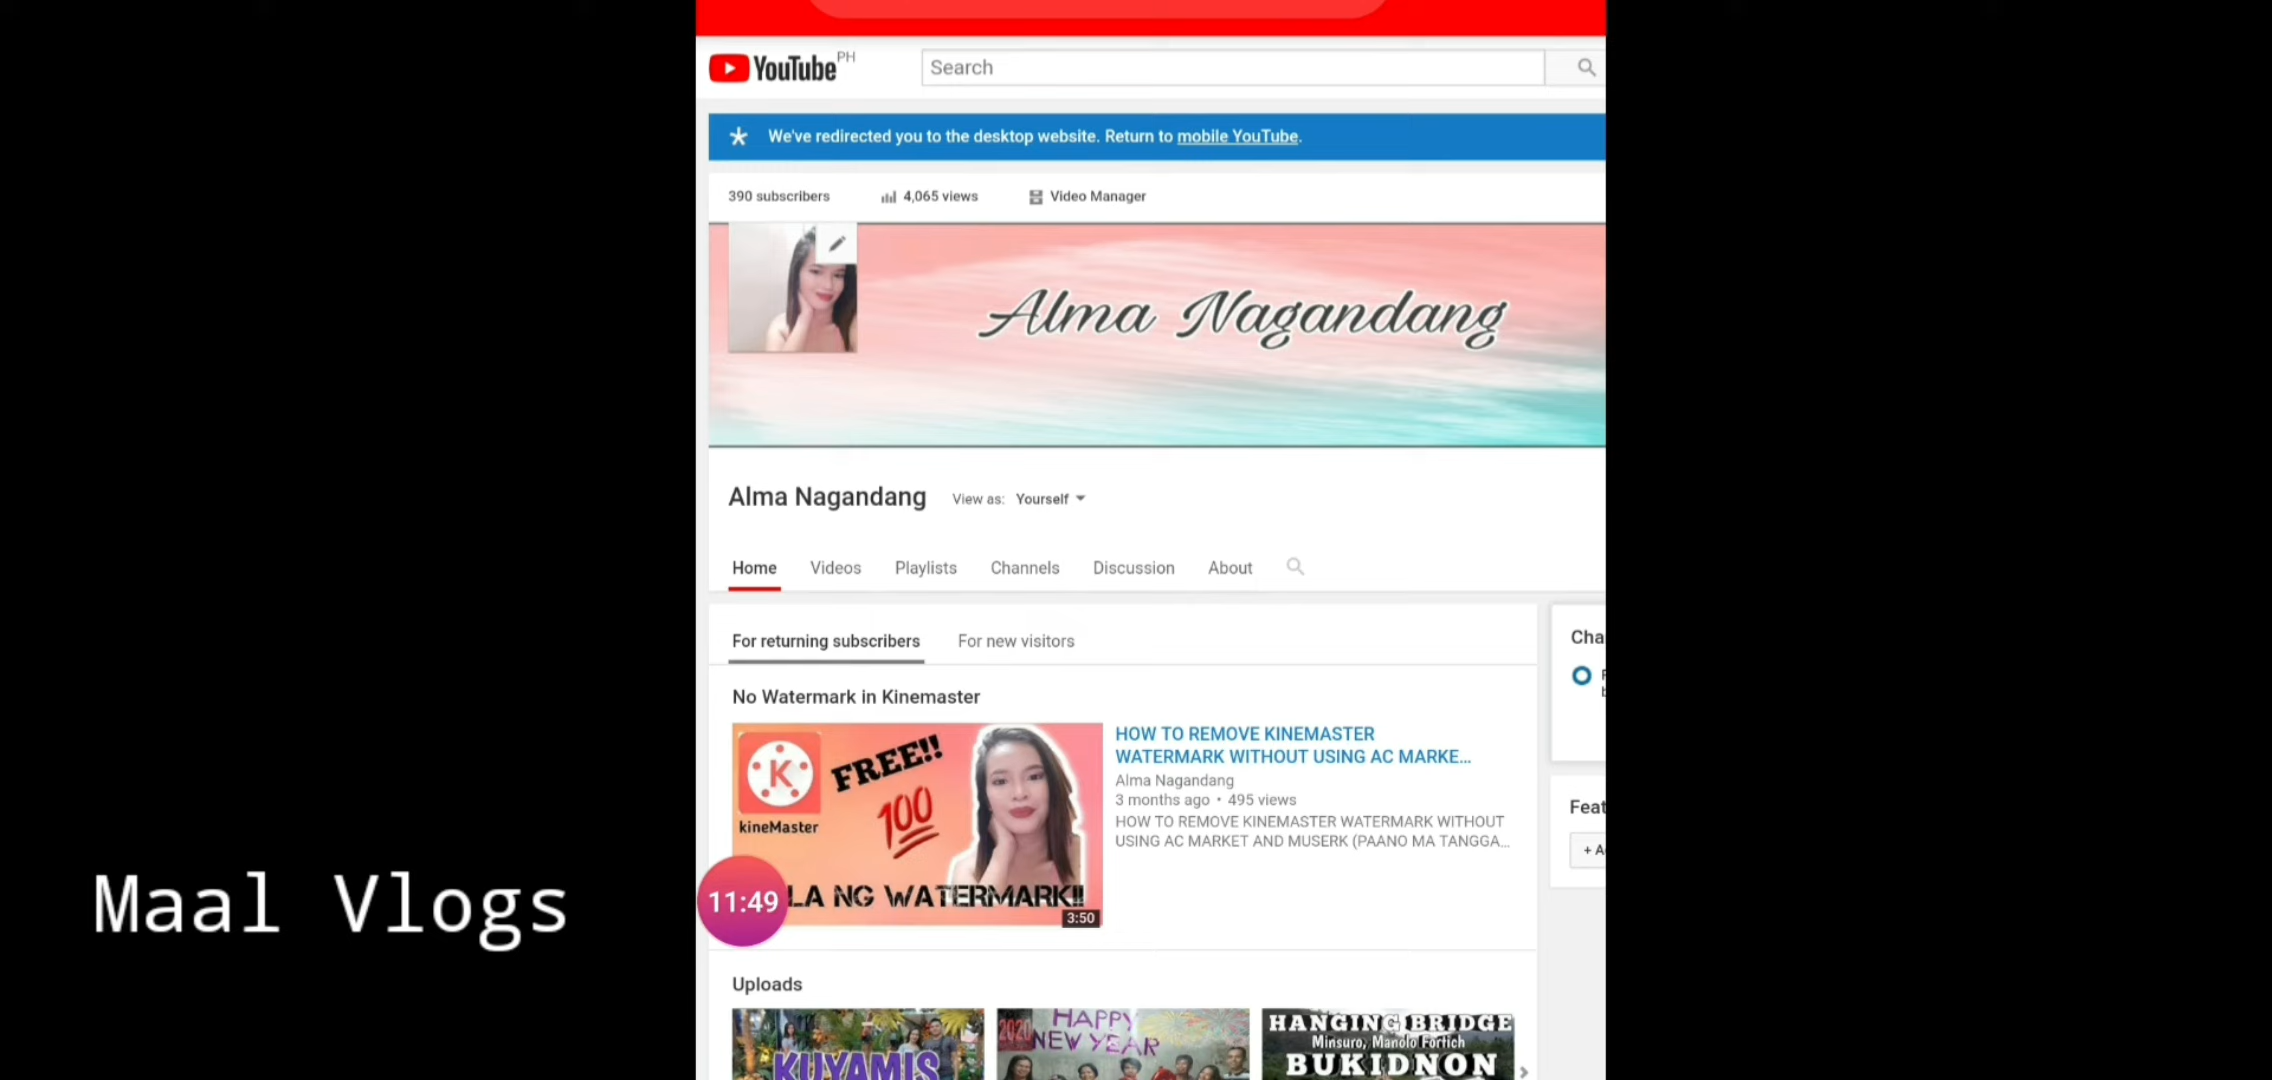 YouTube PH
Search
We've redirected you to the desktop website. Return to mobile YouTube.
390 subscribers
4,065 views
Video Manager
Alma Nagandang
Alma Nagandang
View as: Yourself
Home
Videos
Playlists
Channels
Discussion
About
For returning subscribers
For new visitors
No Watermark in Kinemaster
K
kineMaster
FREE!!
100
LA NG WATERMARK!!
3:50
11:49
HOW TO REMOVE KINEMASTER
WATERMARK WITHOUT USING AC MARKE...
Alma Nagandang
3 months ago • 495 views
HOW TO REMOVE KINEMASTER WATERMARK WITHOUT
USING AC MARKET AND MUSERK (PAANO MA TANGGA...
Cha
Feat
+ A
Maal Vlogs
Uploads
KUYAMIS
2020
HAPPY
NEW YEAR
HANGING BRIDGE
Minsuro, Manolo Fortich
BUKIDNON